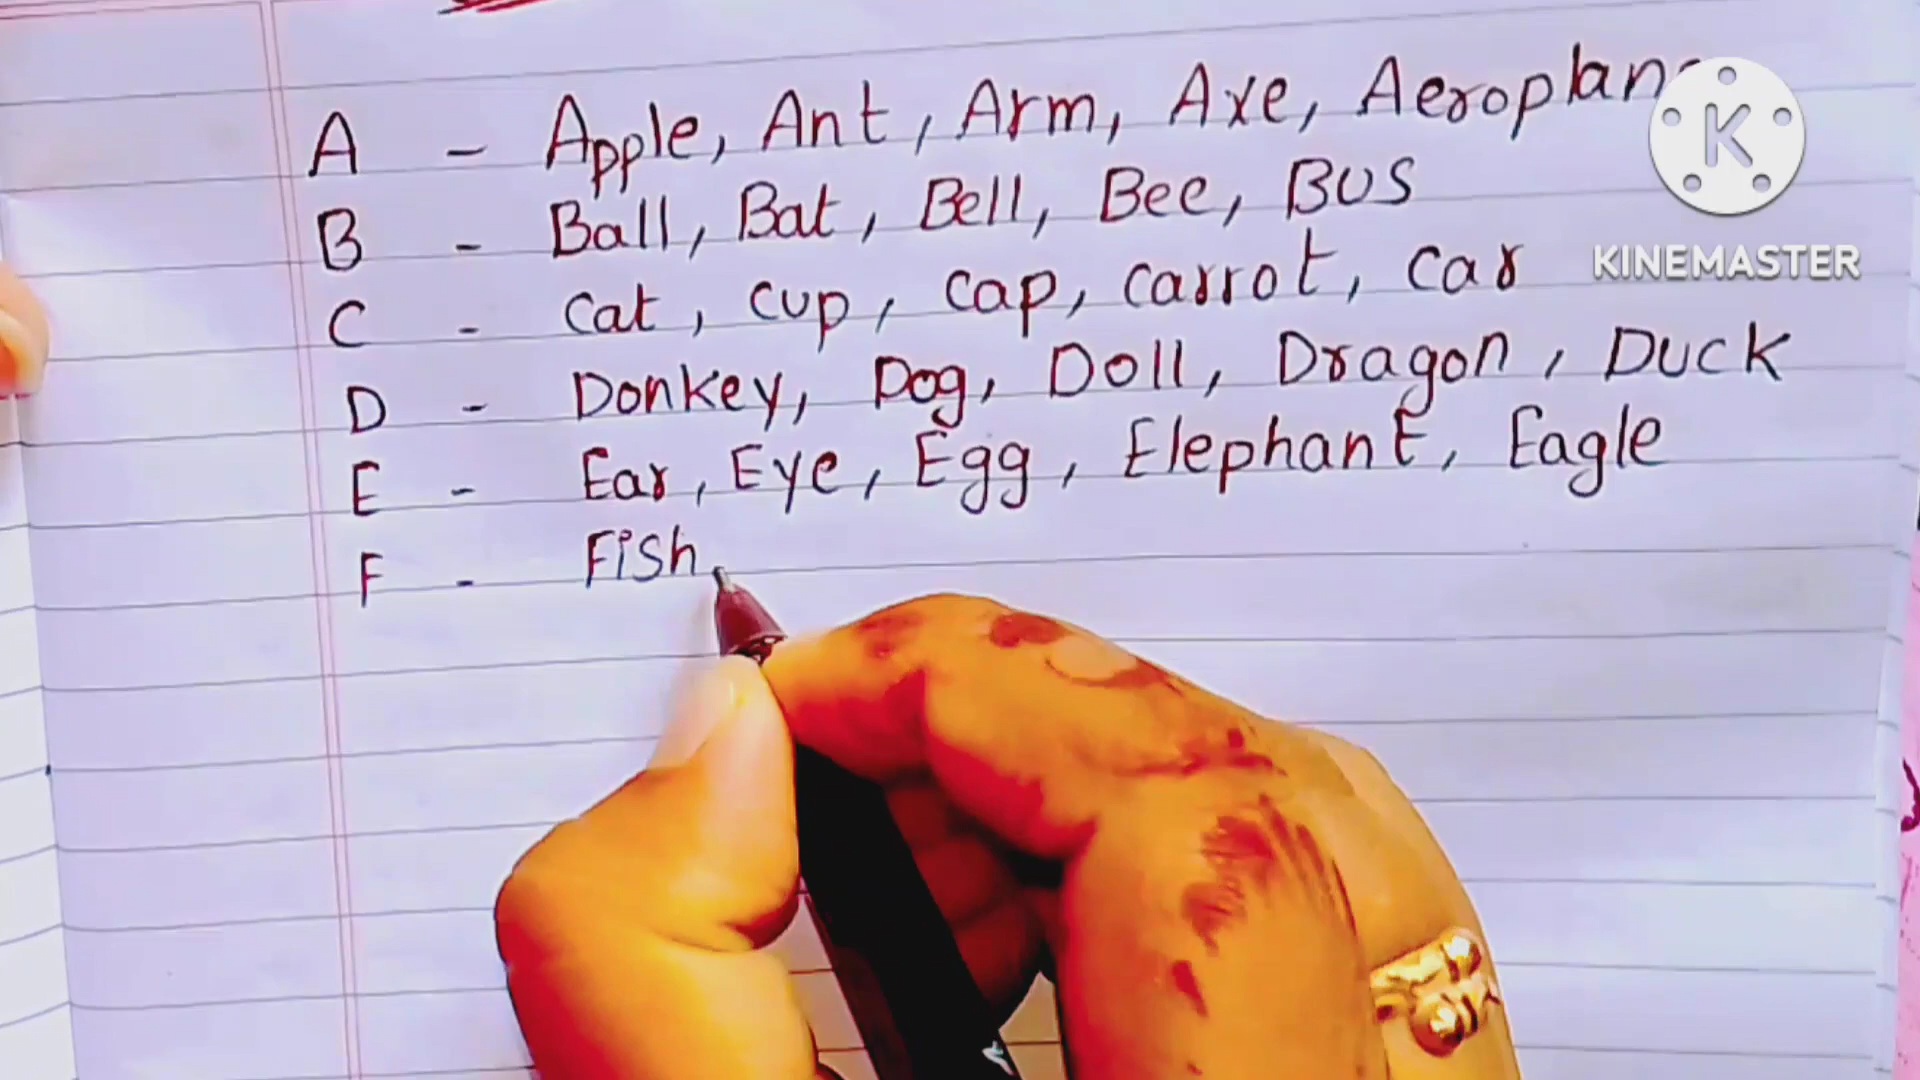 A - Apple, Ant, Arm, Axe, Aeroplane
B - Ball, Bat, Bell, Bee, BUS
C - Cat, cup, cap, carrot, car
D - Donkey, Dog, Doll, Dragon, Duck
E - Ear, Eye, Egg, Elephant, Eagle
F - Fish,
K
KINEMASTER